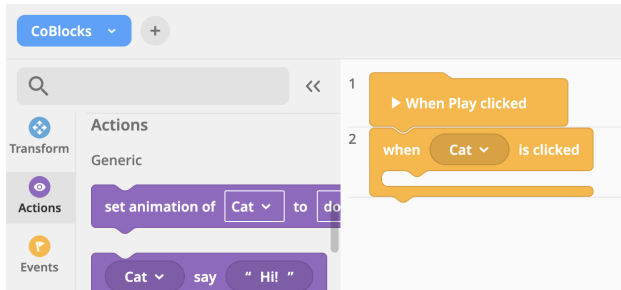 CoBlocks +
1
When Play clicked
2
when Cat is clicked
Transform
Actions
Events
Actions
Generic
set animation of Cat to do
Cat say “ Hi! ”